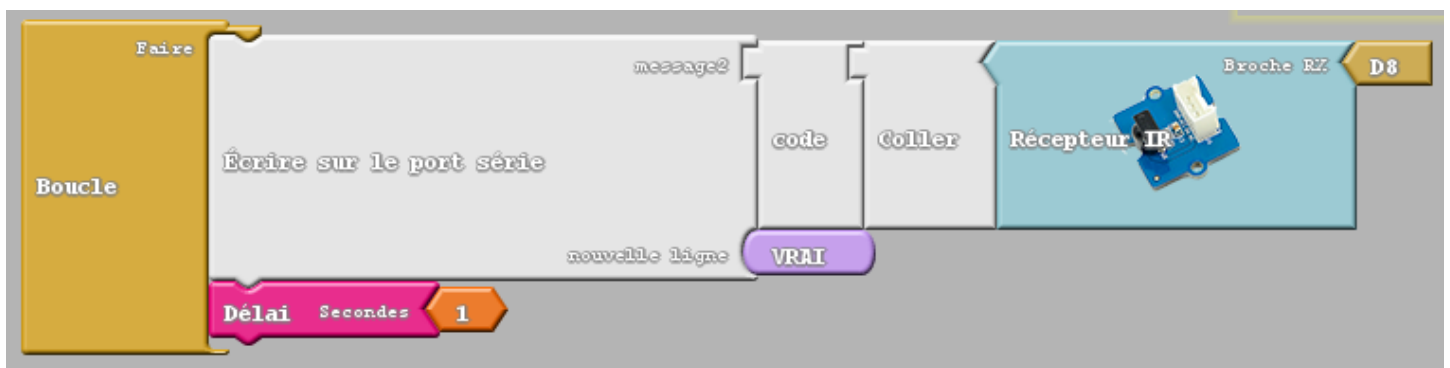 Faire
message2
Broche RX
D8
code
Coller
Récepteur IR
Écrire sur le port série
Boucle
nouvelle ligne
VRAI
Délai Secondes 1